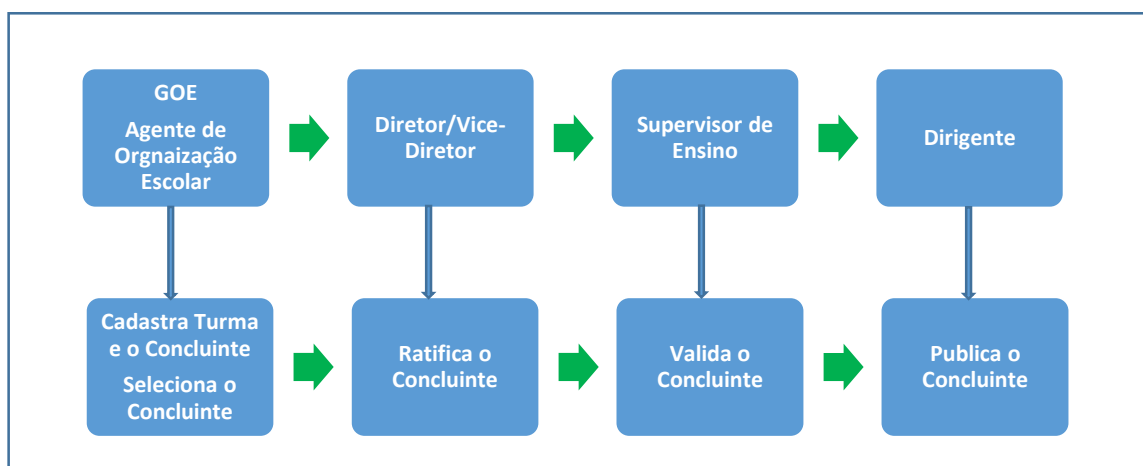 GOE
Agente de
Orgnaização
Escolar
Diretor/Vice-
Diretor
Supervisor de
Ensino
Dirigente
Cadastra Turma
e o Concluinte
Seleciona o
Concluinte
Ratifica o
Concluinte
Valida o
Concluinte
Publica o
Concluinte